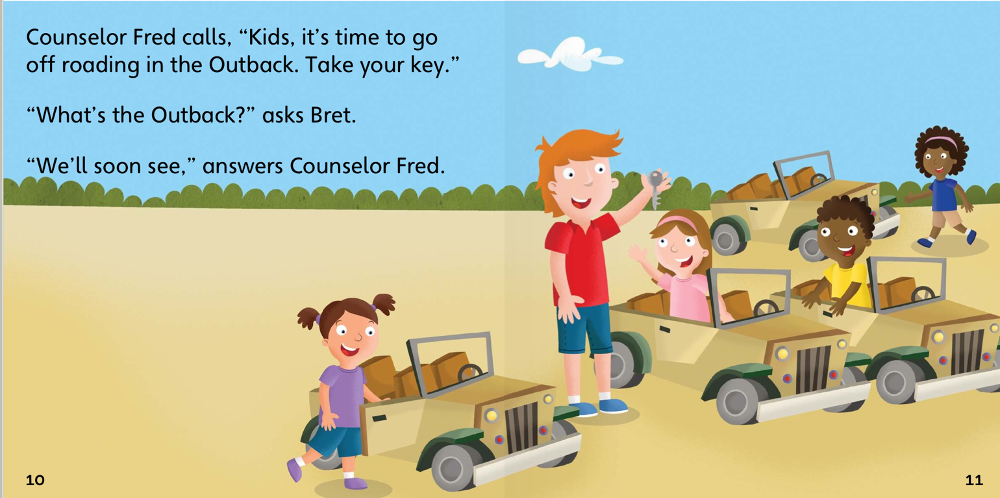 Counselor Fred calls, “Kids, it’s time to go
off roading in the Outback. Take your key.”
“What’s the Outback?” asks Bret.
“We’ll soon see,” answers Counselor Fred.
10
11